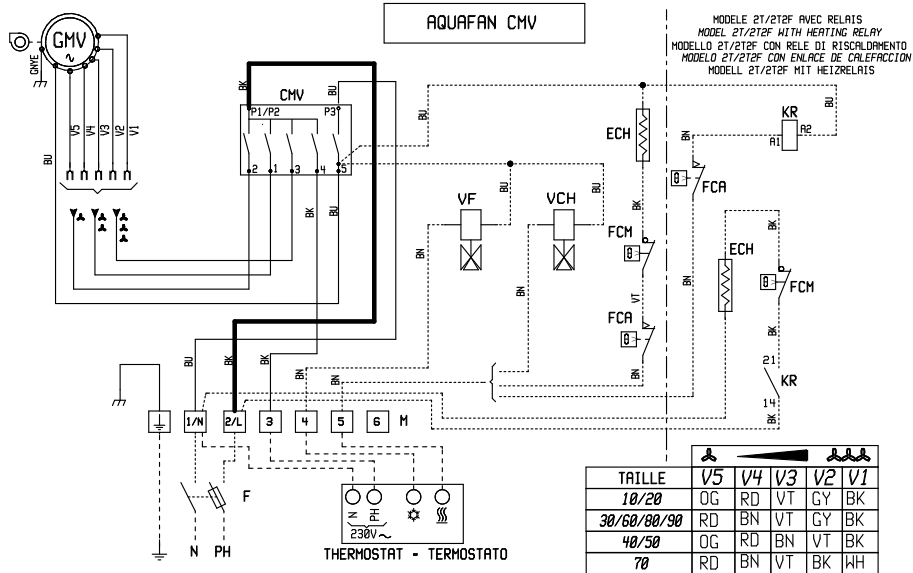 AQUAFAN CMV
MODELE 2T/2T2F AVEC RELAIS
MODEL 2T/2T2F WITH HEATING RELAY
MODELLO 2T/2T2F CON RELE DI RISCALDAMENTO
MODELO 2T/2T2F CON ENLACE DE CALEFACCION
MODELL 2T/2T2F MIT HEIZRELAIS
GMV
~
GNYE
BU
V5
V4
V3
V2
V1
BK
CMV
BU
P1/P2
P3
2
1
3
4
5
BK
BU
BU
BU
BU
VF
VCH
BN
BN
ECH
BK
FCM
VT
FCA
BN
BN
KR
A1
A2
BU
FCA
ECH
BK
FCM
BK
21
KR
14
BK
BU
BK
BK
BN
BN
1/N
2/L
3
4
5
6
M
F
N
PH
N
PH
230V~
THERMOSTAT - TERMOSTATO
TAILLE V5 V4 V3 V2 V1
10/20 OG RD VT GY BK
30/60/80/90 RD BN VT GY BK
40/50 OG RD BN VT BK
70 RD BN VT BK WH